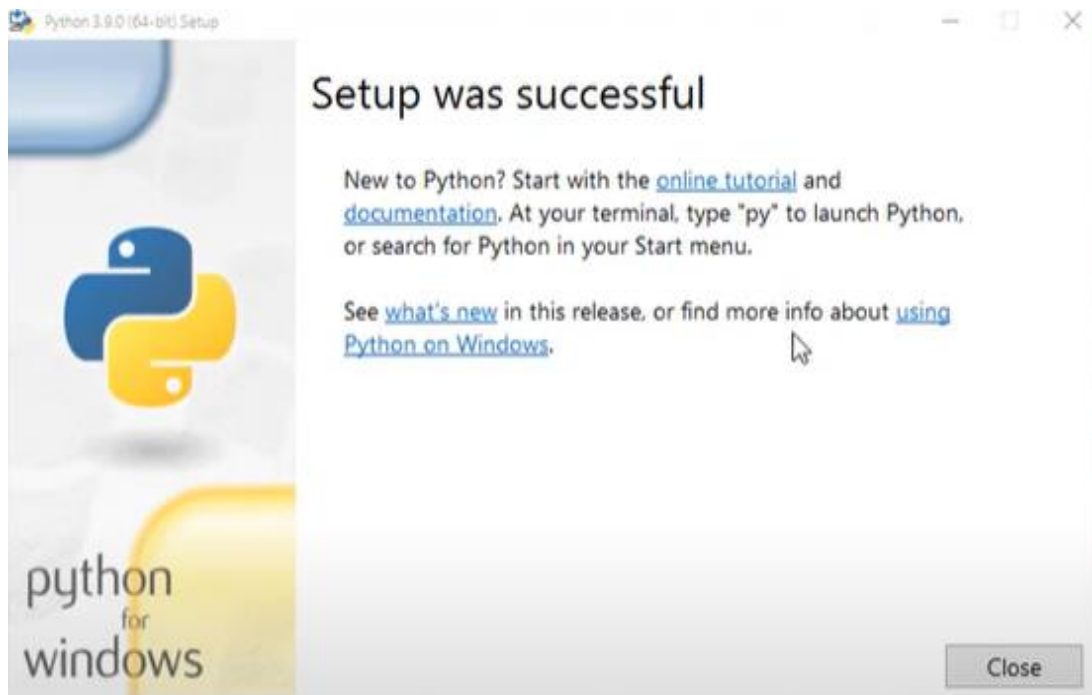 Python 3.9.0 (64-bit) Setup
Setup was successful
New to Python? Start with the online tutorial and
documentation. At your terminal, type "py" to launch Python,
or search for Python in your Start menu.
See what's new in this release, or find more info about using
Python on Windows.
python
for
windows
Close